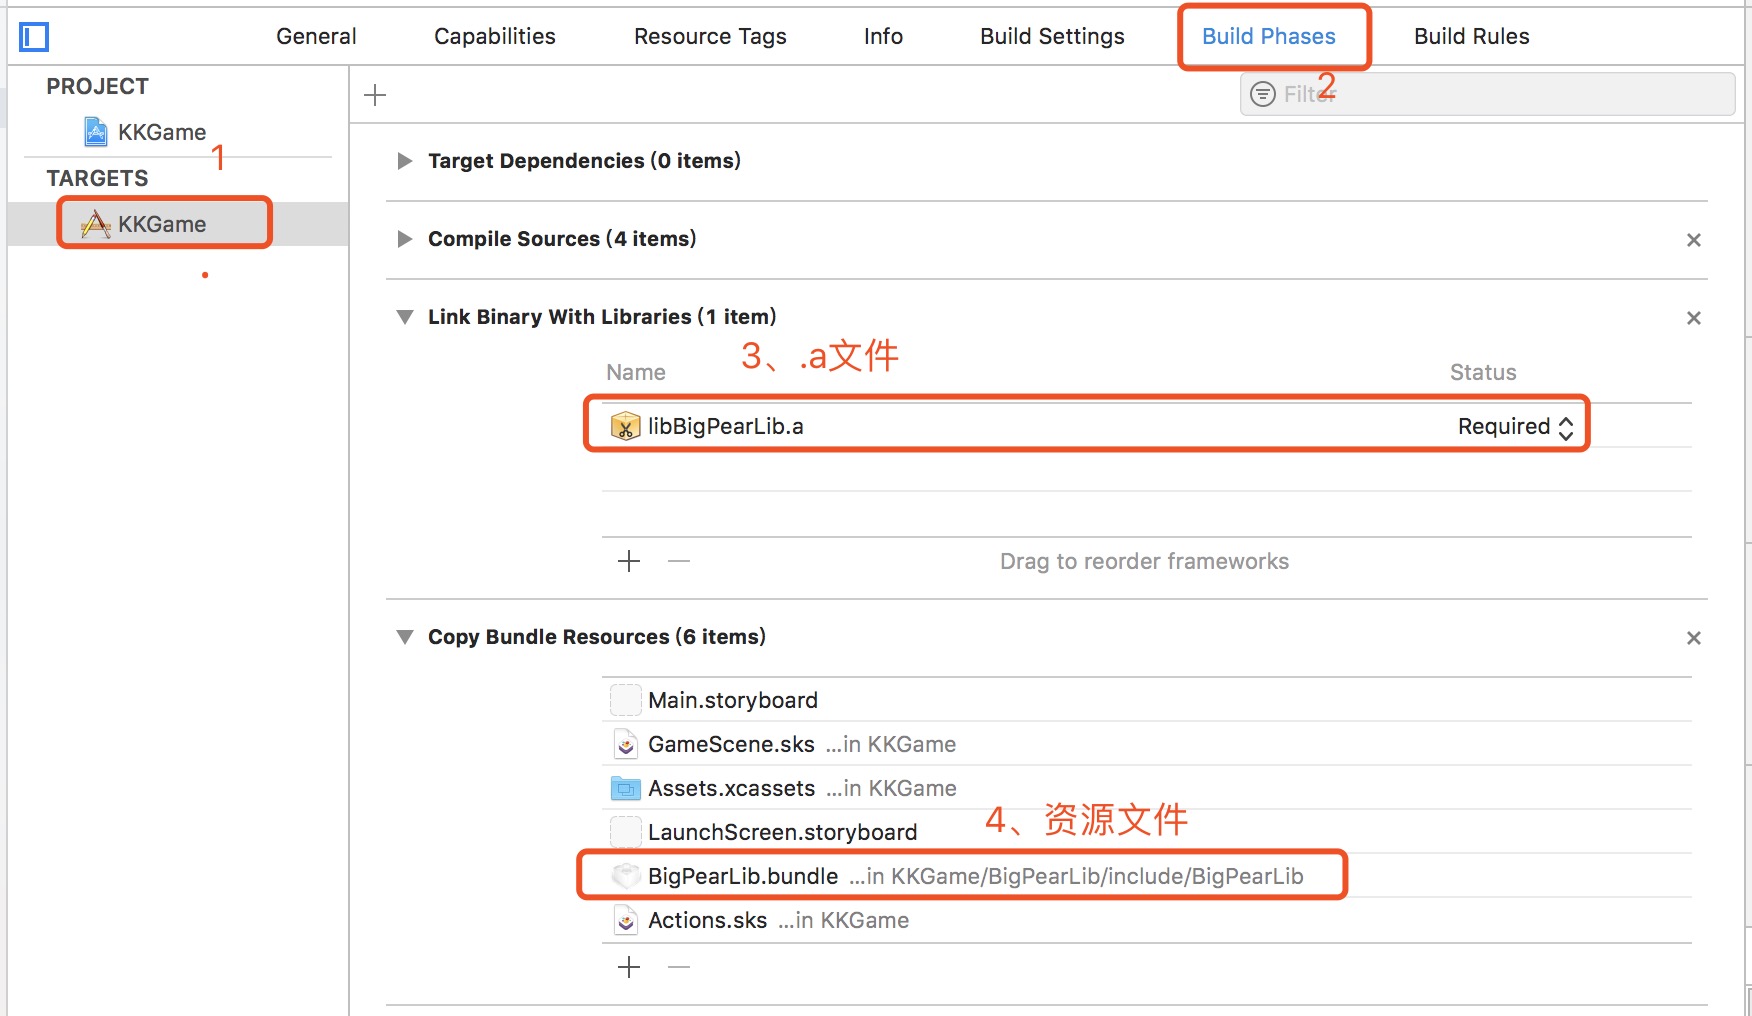 General Capabilities Resource Tags Info Build Settings Build Phases Build Rules
PROJECT
KKGame
1
TARGETS
KKGame
2
Filter
Target Dependencies (0 items)
Compile Sources (4 items)
Link Binary With Libraries (1 item)
3、.a文件
Name Status
libBigPearLib.a Required
Drag to reorder frameworks
Copy Bundle Resources (6 items)
Main.storyboard
GameScene.sks ...in KKGame
Assets.xcassets ...in KKGame
4、资源文件
LaunchScreen.storyboard
BigPearLib.bundle ...in KKGame/BigPearLib/include/BigPearLib
Actions.sks ...in KKGame